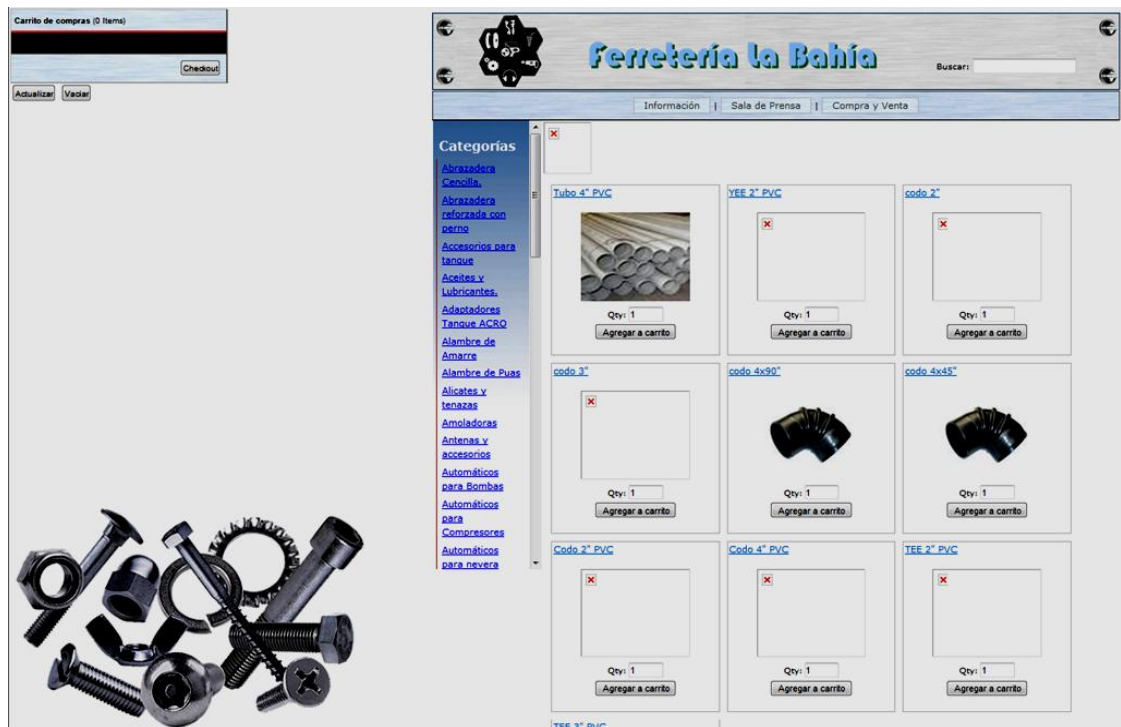 Carrito de compras (0 Items)
Checkout
Actualizar Vaciar
Ferretería La Bahía
Buscar:
Información | Sala de Prensa | Compra y Venta
Categorías
Abrazadera
Cencilla.
Abrazadera
reforzada con
perno
Accesorios para
tanque
Aceites y
Lubricantes.
Adaptadores
Tanque ACRO
Alambre de
Amarre
Alambre de Puas
Alicates y
tenazas
Amoladoras
Antenas y
accesorios
Automáticos
para Bombas
Automáticos
para
Compresores
Automáticos
para nevera
Tubo 4" PVC
Qty: 1
Agregar a carrito
YEE 2" PVC
Qty: 1
Agregar a carrito
codo 2"
Qty: 1
Agregar a carrito
codo 3"
Qty: 1
Agregar a carrito
codo 4x90"
Qty: 1
Agregar a carrito
codo 4x45"
Qty: 1
Agregar a carrito
Codo 2" PVC
Qty: 1
Agregar a carrito
Codo 4" PVC
Qty: 1
Agregar a carrito
TEE 2" PVC
Qty: 1
Agregar a carrito
TEE 3" PVC